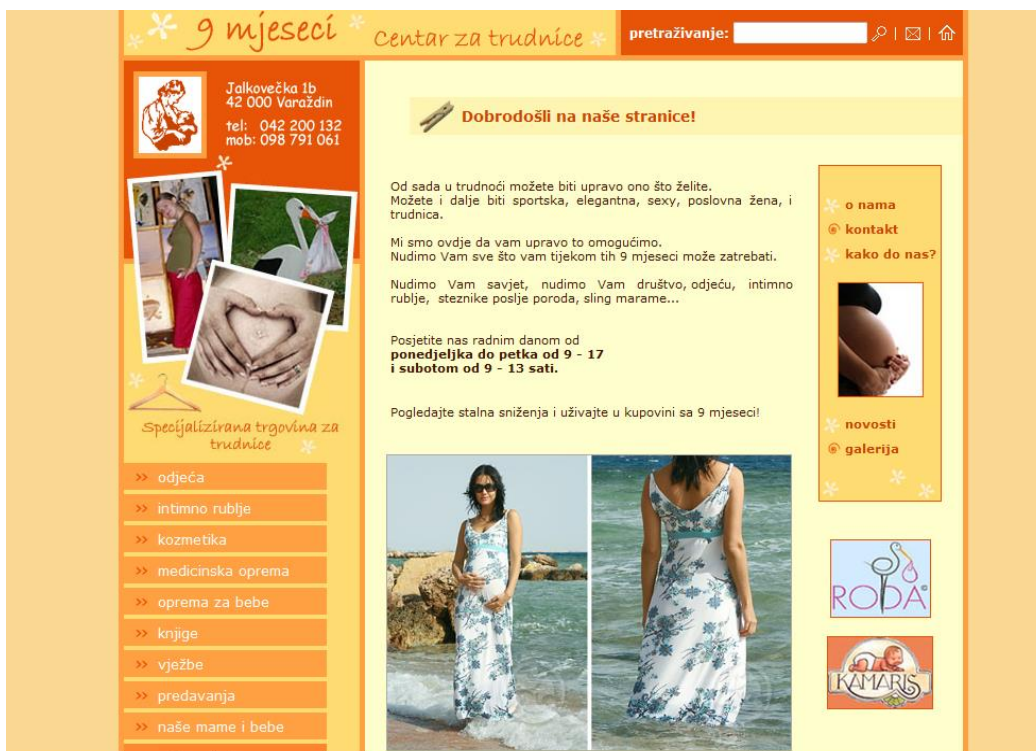 9 mjeseci
Centar za trudnice
pretraživanje:
Jalkovečka 1b
42 000 Varaždin
tel: 042 200 132
mob: 098 791 061
Specijalizirana trgovina za
trudnice
>> odjeća
>> intimno rublje
>> kozmetika
>> medicinska oprema
>> oprema za bebe
>> knjige
>> vježbe
>> predavanja
>> naše mame i bebe
Dobrodošli na naše stranice!
Od sada u trudnoći možete biti upravo ono što želite.
Možete i dalje biti sportska, elegantna, sexy, poslovna žena, i
trudnica.
Mi smo ovdje da vam upravo to omogućimo.
Nudimo Vam sve što vam tijekom tih 9 mjeseci može zatrebati.
Nudimo Vam savjet, nudimo Vam društvo, odjeću, intimno
rublje, steznike poslje poroda, sling marame...
Posjetite nas radnim danom od
ponedjeljka do petka od 9 - 17
i subotom od 9 - 13 sati.
Pogledajte stalna sniženja i uživajte u kupovini sa 9 mjeseci!
o nama
kontakt
kako do nas?
novosti
galerija
RODA
KAMARIS